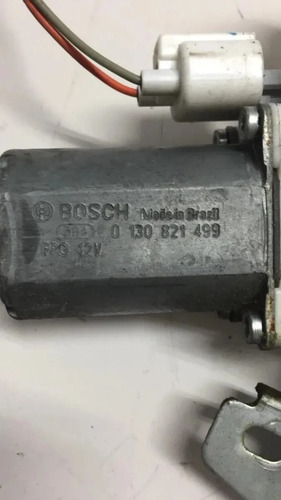 BOSCH Made in Brazil
0 130 821 499
FPG 12V